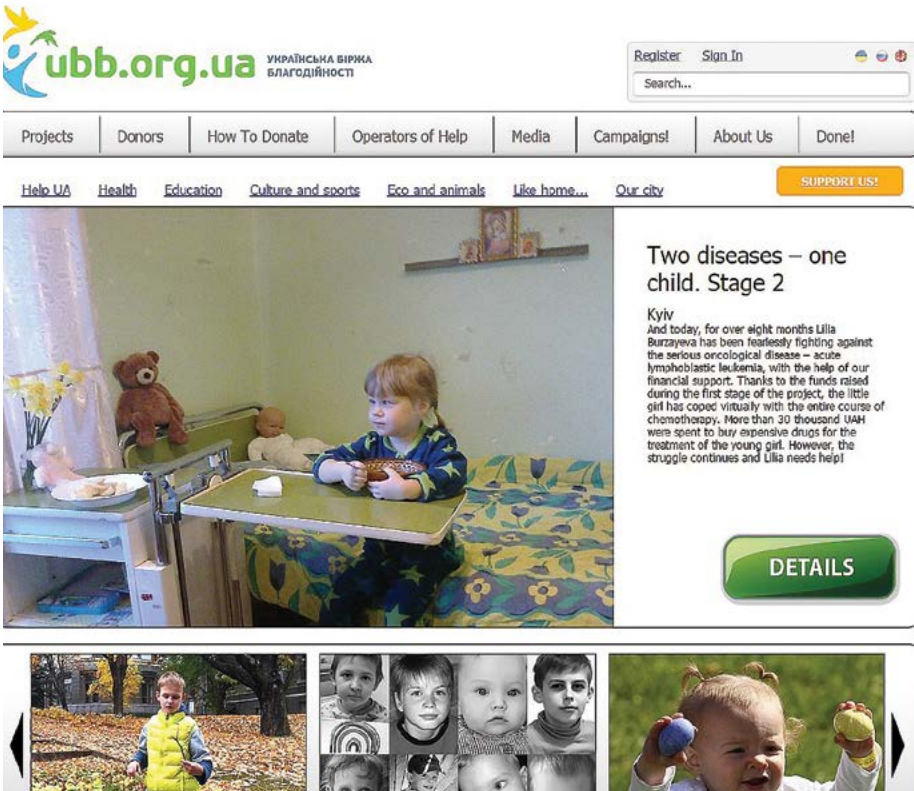 ubb.org.ua
УКРАЇНСЬКА БІРЖА
БЛАГОДІЙНОСТІ
Register Sign In
Search...
Projects Donors How To Donate Operators of Help Media Campaigns! About Us Done!
Help UA Health Education Culture and sports Eco and animals Like home... Our city
SUPPORT US!
Two diseases – one
child. Stage 2
Kyiv
And today, for over eight months Lilia
Burzayeva has been fearlessly fighting against
the serious oncological disease – acute
lymphoblastic leukemia, with the help of our
financial support. Thanks to the funds raised
during the first stage of the project, the little
girl has coped virtually with the entire course of
chemotherapy. More than 30 thousand UAH
were spent to buy expensive drugs for the
treatment of the young girl. However, the
struggle continues and Lilia needs help!
DETAILS